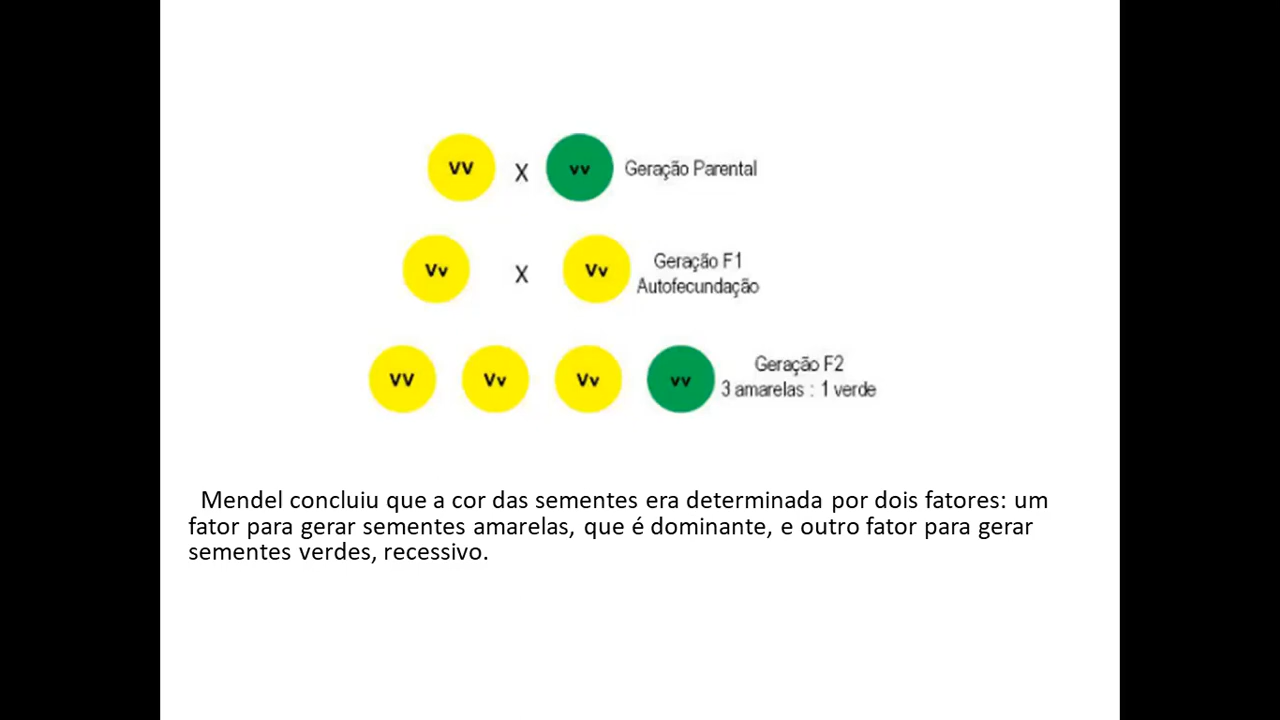 VV X vv Geração Parental
Vv X Vv Geração F1
Autofecundação
VV Vv Vv vv Geração F2
3 amarelas : 1 verde
Mendel concluiu que a cor das sementes era determinada por dois fatores: um
fator para gerar sementes amarelas, que é dominante, e outro fator para gerar
sementes verdes, recessivo.